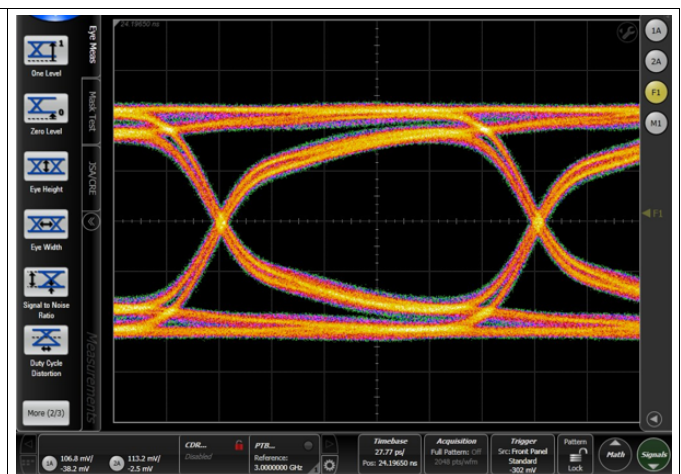 24.19650 ns
Eye Meas
Mask Test
JSA/CRE
Measurements
One Level
Zero Level
Eye Height
Eye Width
Signal to Noise
Ratio
Duty Cycle
Distortion
More (2/3)
1A
2A
F1
M1
F1
1A
106.8 mV/
-38.2 mV
2A
113.2 mV/
-2.5 mV
CDR...
Disabled
PTB...
Reference:
3.0000000 GHz
Timebase
27.77 ps/
Pos: 24.19650 ns
Acquisition
Full Pattern: Off
2048 pts/wfm
Trigger
Src: Front Panel
Standard
-302 mV
Pattern
Lock
Math
Signals